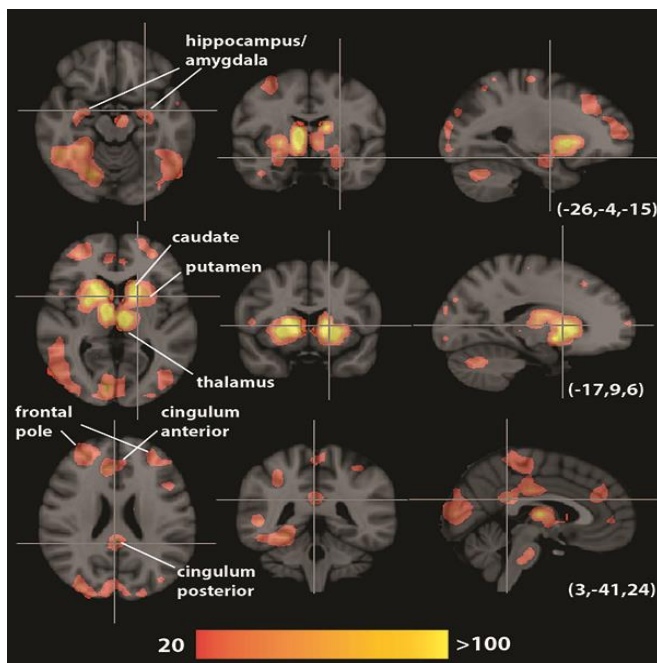 hippocampus/
amygdala
(-26,-4,-15)
caudate
putamen
thalamus
(-17,9,6)
frontal
pole
cingulum
anterior
cingulum
posterior
(3,-41,24)
20
>100